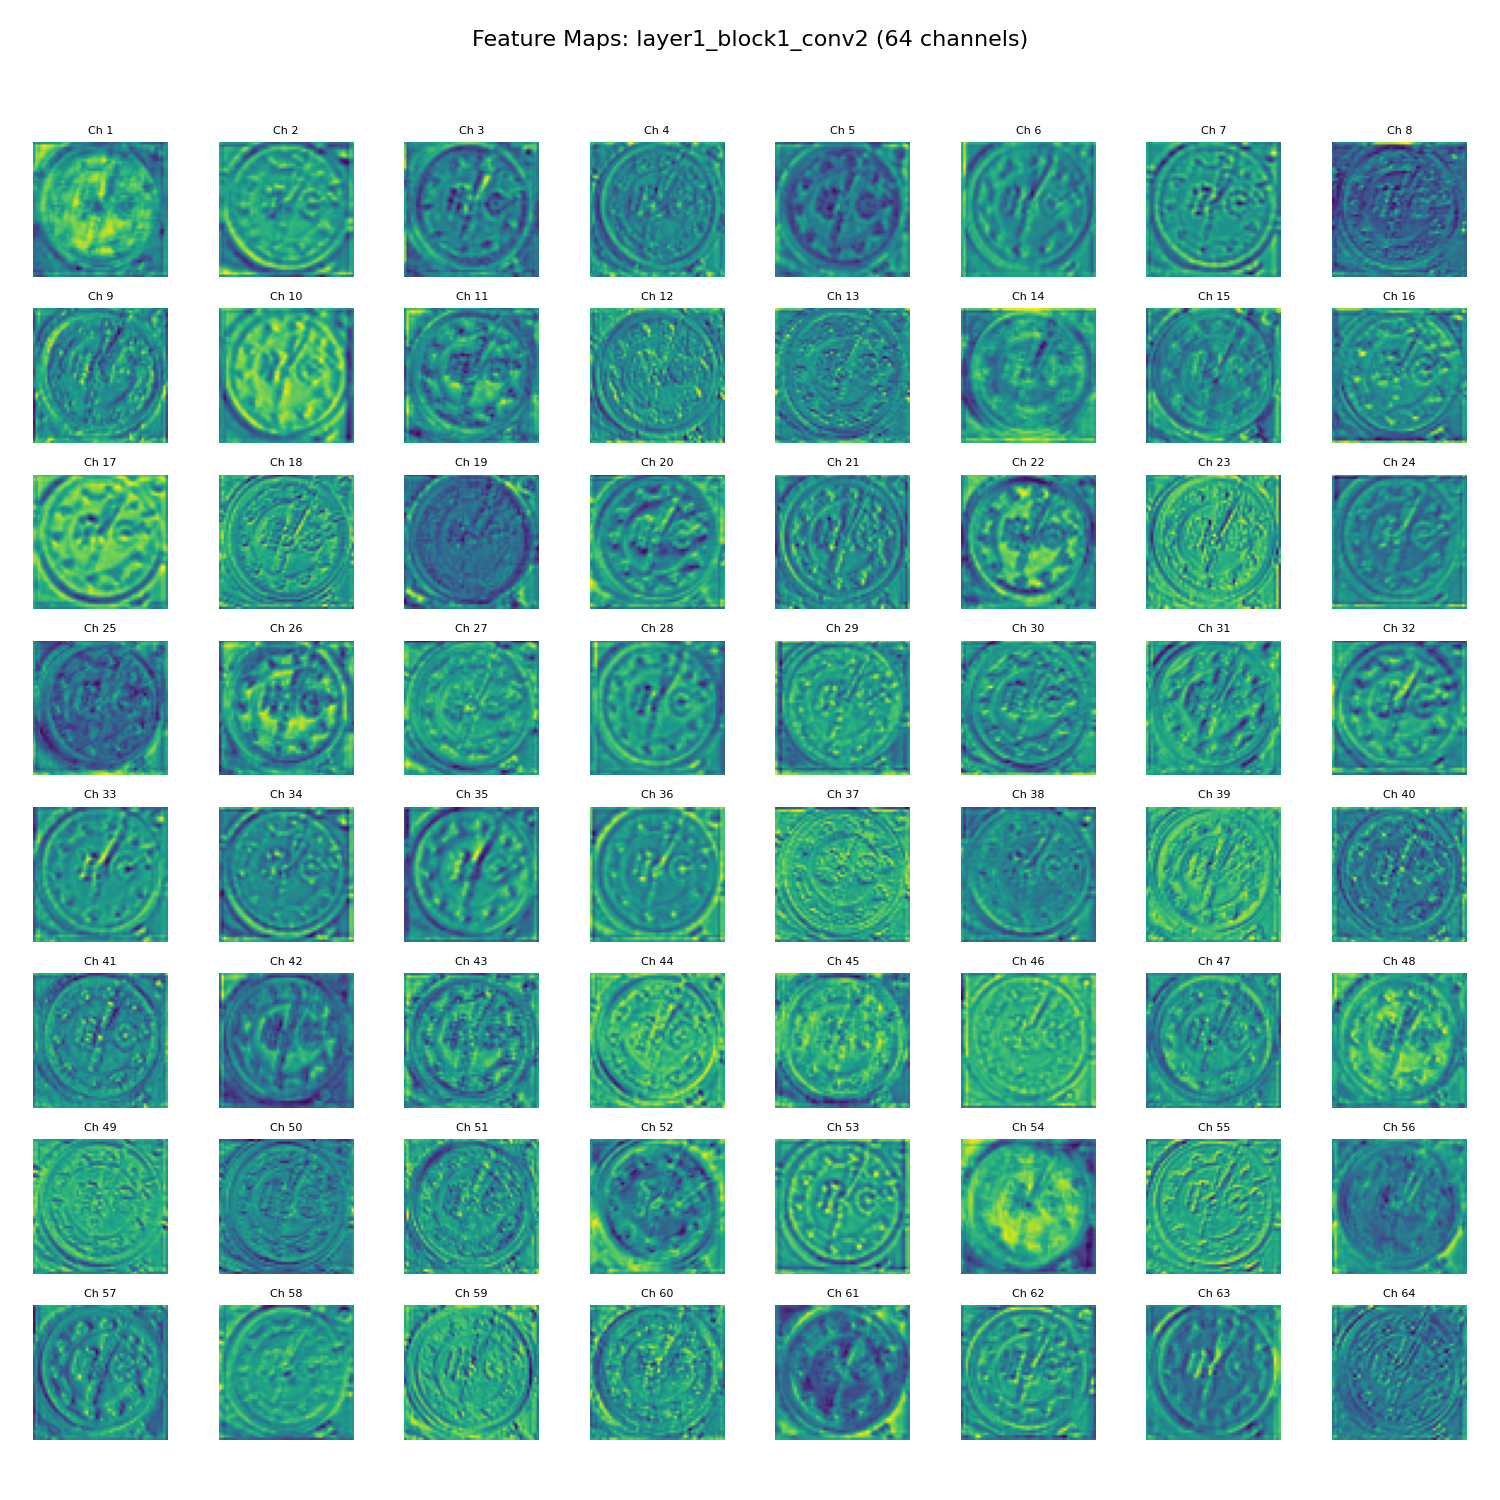 Feature Maps: layer1_block1_conv2 (64 channels)
Ch 1 Ch 2 Ch 3 Ch 4 Ch 5 Ch 6 Ch 7 Ch 8
Ch 9 Ch 10 Ch 11 Ch 12 Ch 13 Ch 14 Ch 15 Ch 16
Ch 17 Ch 18 Ch 19 Ch 20 Ch 21 Ch 22 Ch 23 Ch 24
Ch 25 Ch 26 Ch 27 Ch 28 Ch 29 Ch 30 Ch 31 Ch 32
Ch 33 Ch 34 Ch 35 Ch 36 Ch 37 Ch 38 Ch 39 Ch 40
Ch 41 Ch 42 Ch 43 Ch 44 Ch 45 Ch 46 Ch 47 Ch 48
Ch 49 Ch 50 Ch 51 Ch 52 Ch 53 Ch 54 Ch 55 Ch 56
Ch 57 Ch 58 Ch 59 Ch 60 Ch 61 Ch 62 Ch 63 Ch 64